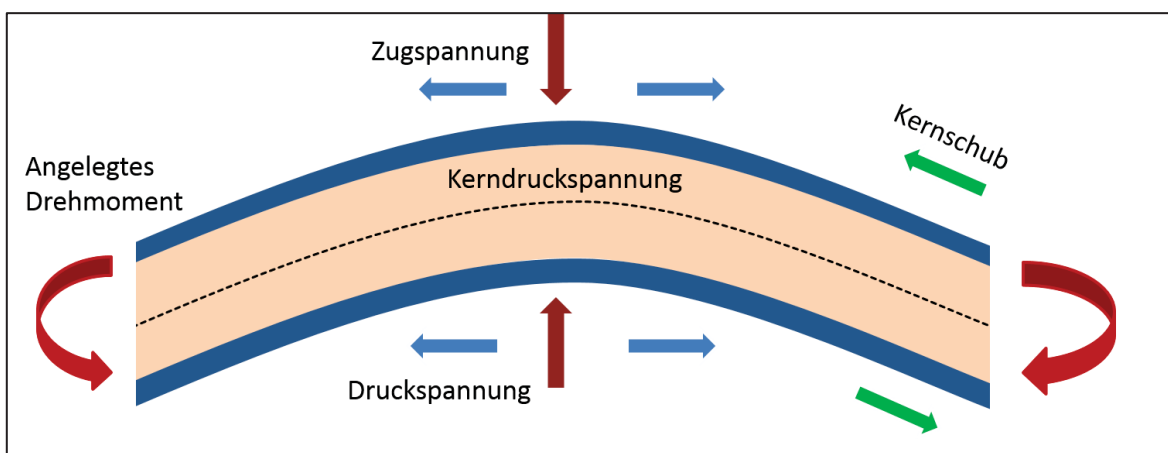 Zugspannung
Kernschub
Angelegtes
Drehmoment
Kerndruckspannung
Druckspannung